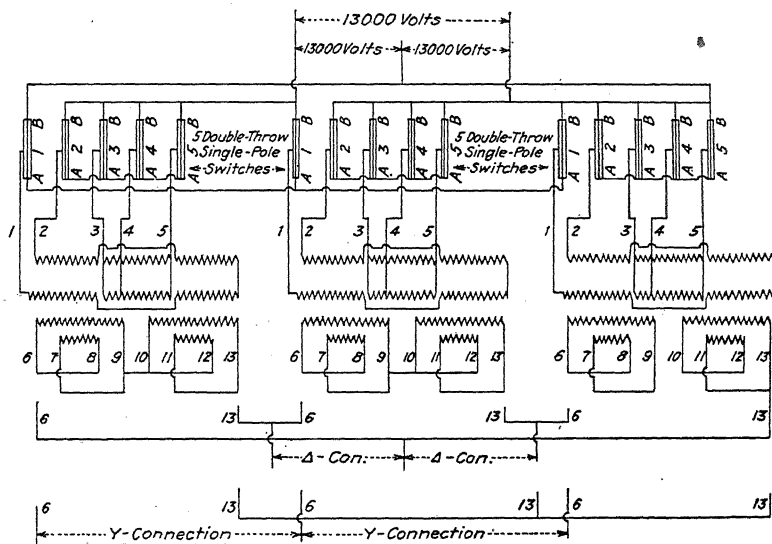 13000 Volts
13000 Volts 13000 Volts
B B B B B B B B B B B B B B B
1 2 3 4 5 1 2 3 4 5 1 2 3 4 5
A A A A A A A A A A A A A A A
5 Double-Throw
Single-Pole
Switches
5 Double-Throw
Single-Pole
Switches
1 2 3 4 5 1 2 3 4 5 1 2 3 4 5
6 7 8 9 10 11 12 13 6 7 8 9 10 11 12 13 6 7 8 9 10 11 12 13
6 13 6 13 6 13
Δ-Con. Δ-Con.
6 13 6 13 6 13
Y-Connection Y-Connection